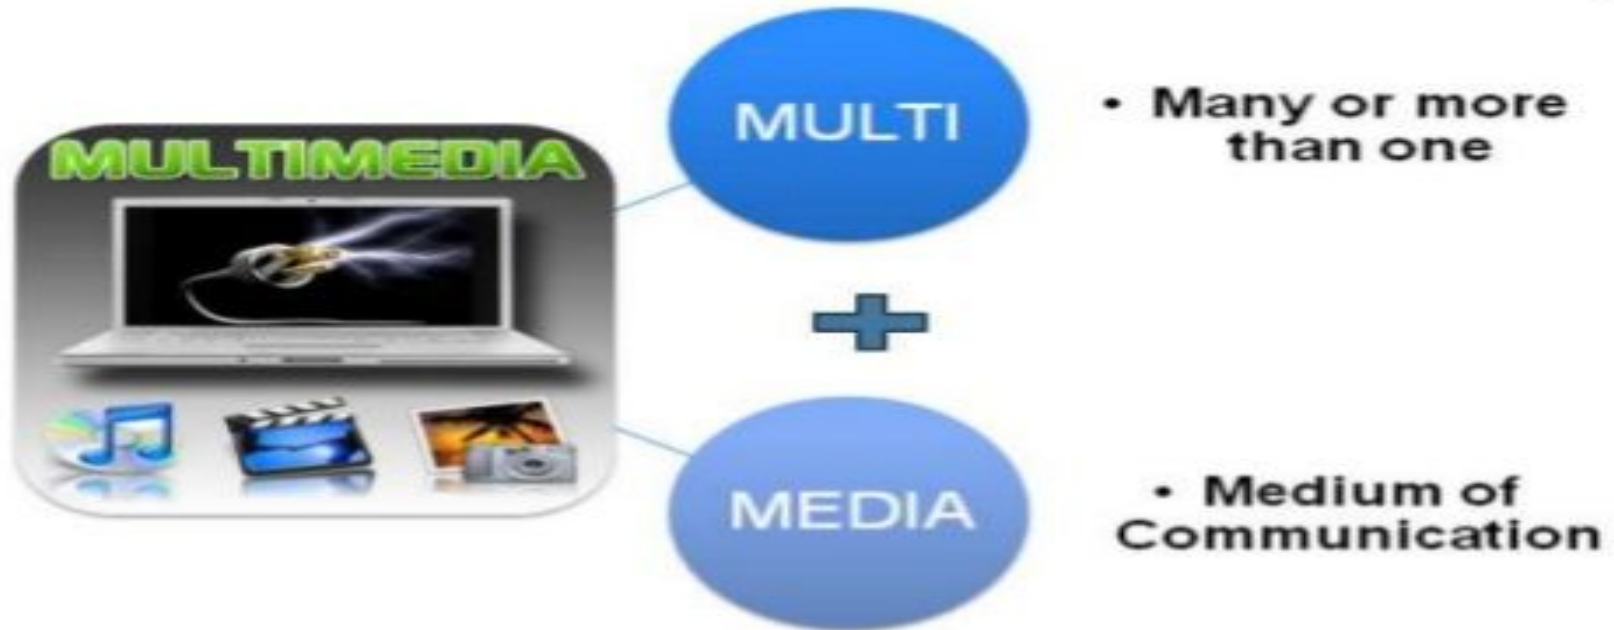 MULTIMEDIA
MULTI
• Many or more
than one
MEDIA
• Medium of
Communication